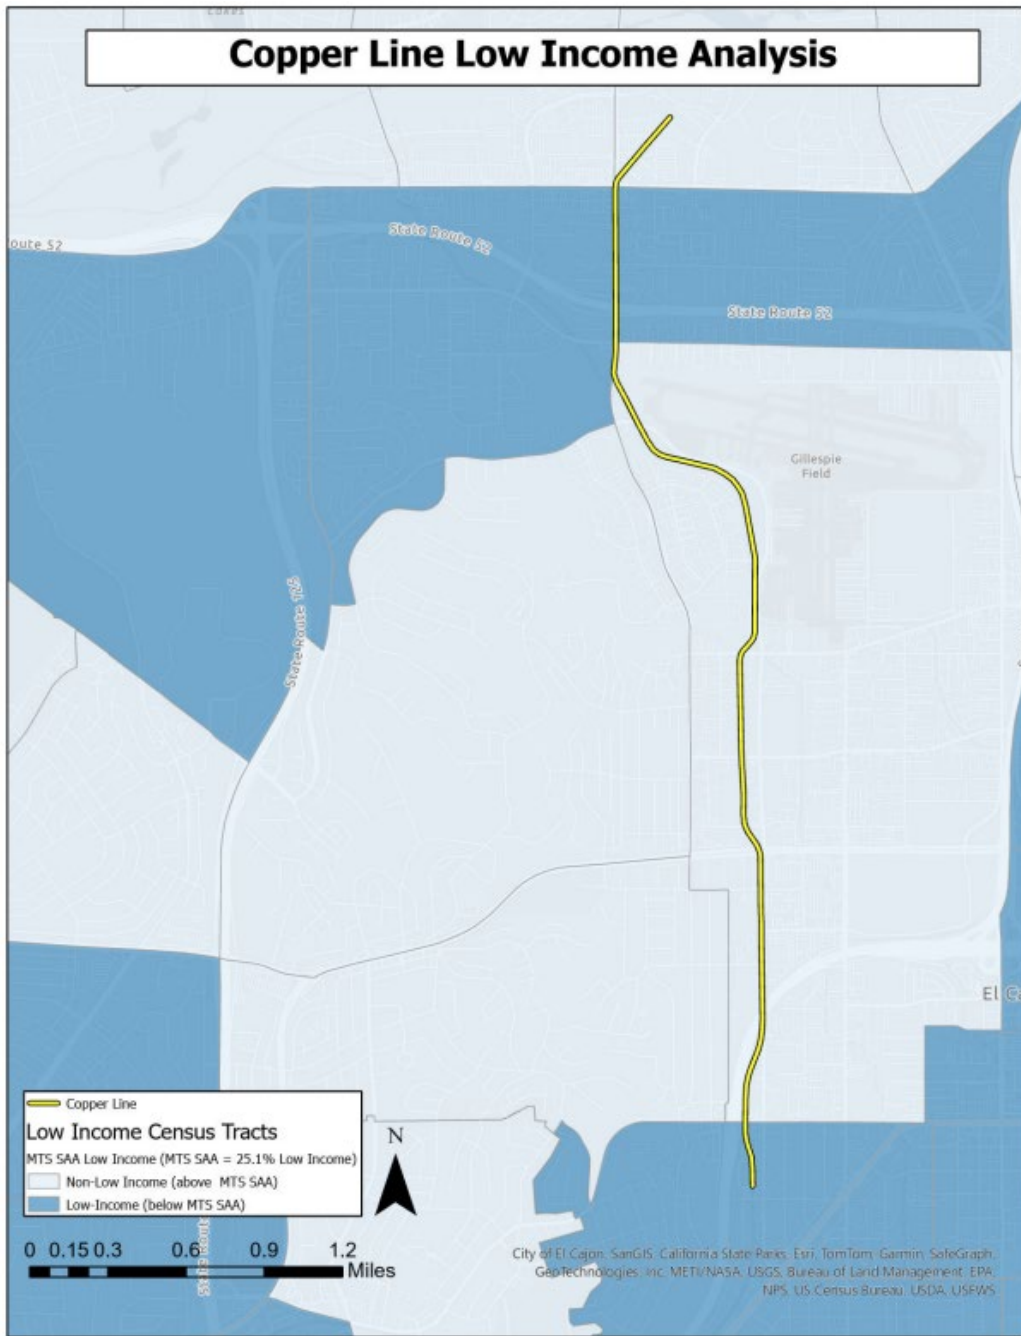 Lakes
Copper Line Low Income Analysis
oute 52
State Route 52
State Route 52
Gillespie
Field
State Route 125
El Ca
Copper Line
Low Income Census Tracts
MTS SAA Low Income (MTS SAA = 25.1% Low Income)
Non-Low Income (above MTS SAA)
Low-Income (below MTS SAA)
N
State Route
0 0.15 0.3 0.6 0.9 1.2
Miles
City of El Cajon, SanGIS, California State Parks, Esri, TomTom, Garmin, SafeGraph,
GeoTechnologies, Inc, METI/NASA, USGS, Bureau of Land Management, EPA,
NPS, US Census Bureau, USDA, USFWS